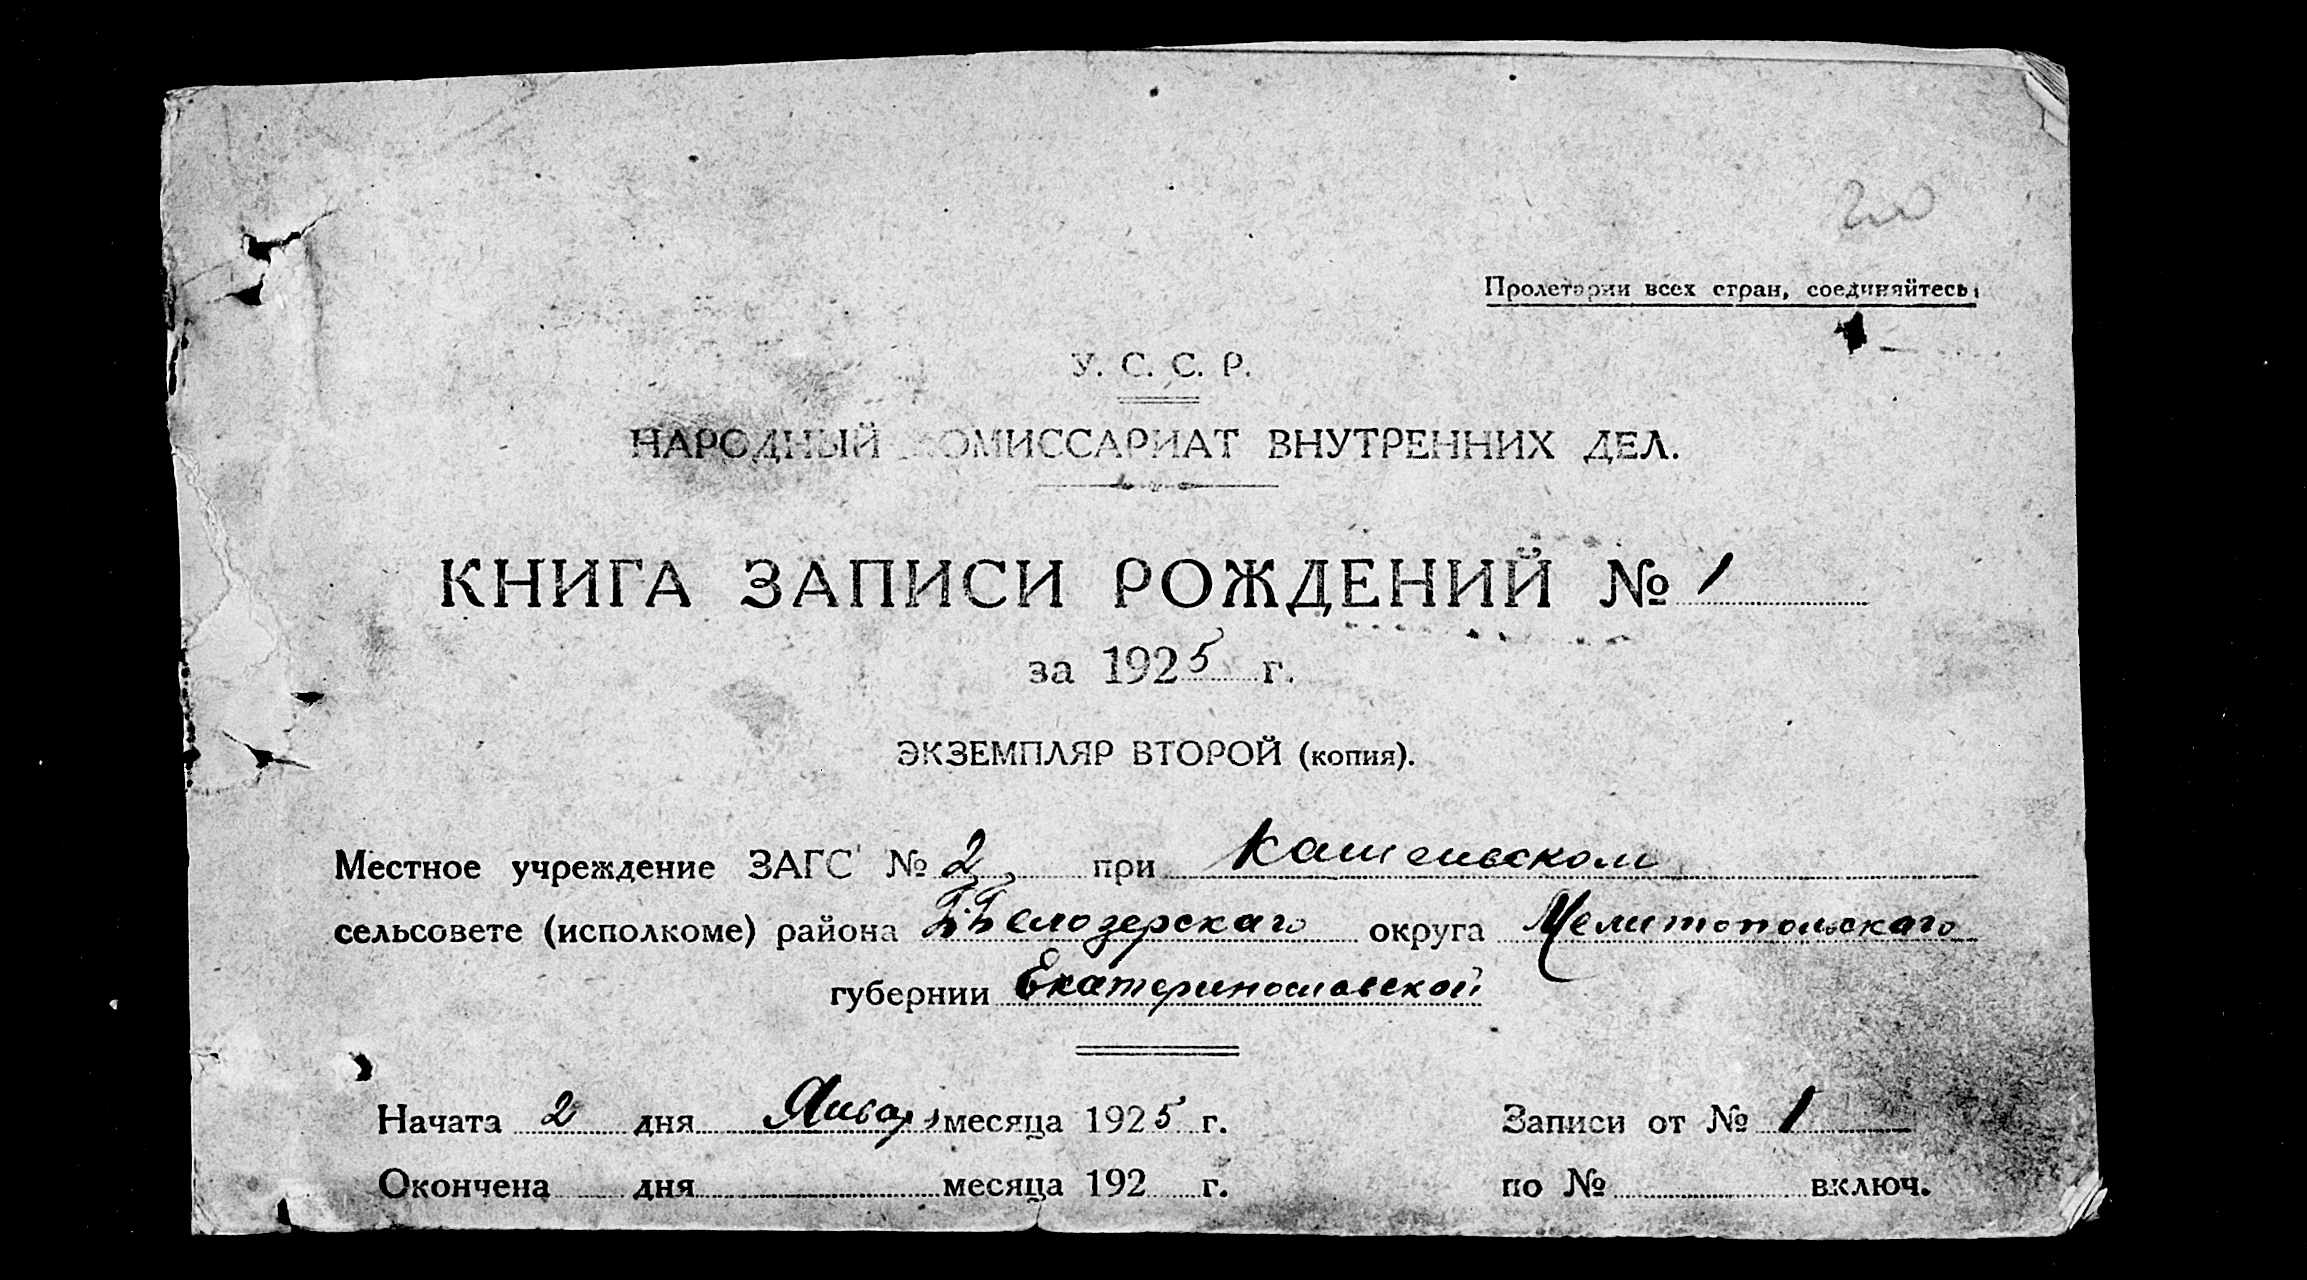 20
Пролетарии всех стран, соединяйтесь!
У. С. С. Р.
НАРОДНЫЙ КОМИССАРИАТ ВНУТРЕННИХ ДЕЛ.
КНИГА ЗАПИСИ РОЖДЕНИЙ № 1
за 1925 г.
ЭКЗЕМПЛЯР ВТОРОЙ (копия).
Местное учреждение ЗАГС № 2 при
сельсовете (исполкоме) района Б-Белозерскаго округа Мелитопольскаго
губернии Екатеринославской
Начата 2 дня Января месяца 1925 г. Записи от № 1
Окончена дня месяца 192 г. по № включ.